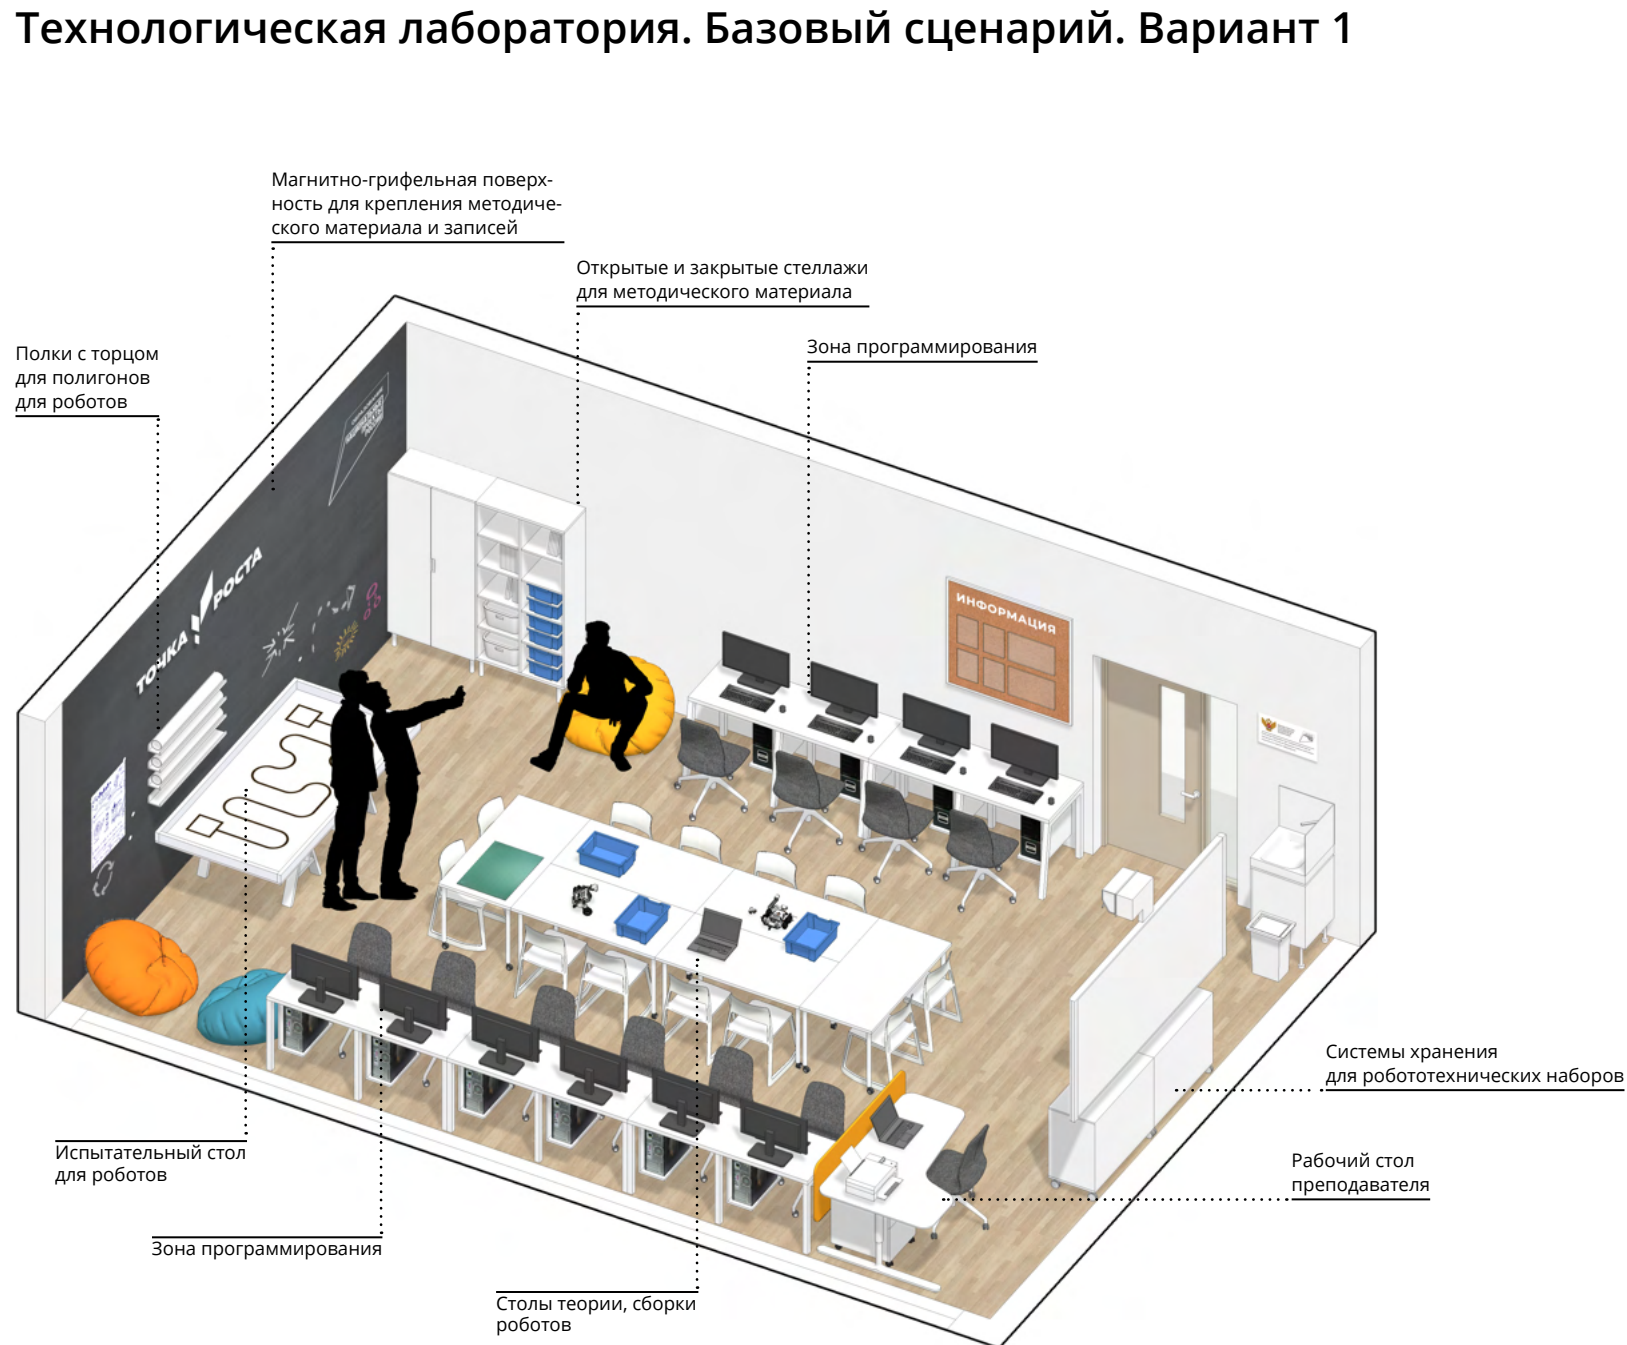 Технологическая лаборатория. Базовый сценарий. Вариант 1
Магнитно-грифельная поверх-
ность для крепления методиче-
ского материала и записей
Открытые и закрытые стеллажи
для методического материала
Зона программирования
Полки с торцом
для полигонов
для роботов
ТОЧКА РОСТА
ИНФОРМАЦИЯ
Системы хранения
для робототехнических наборов
Испытательный стол
для роботов
Рабочий стол
преподавателя
Зона программирования
Столы теории, сборки
роботов